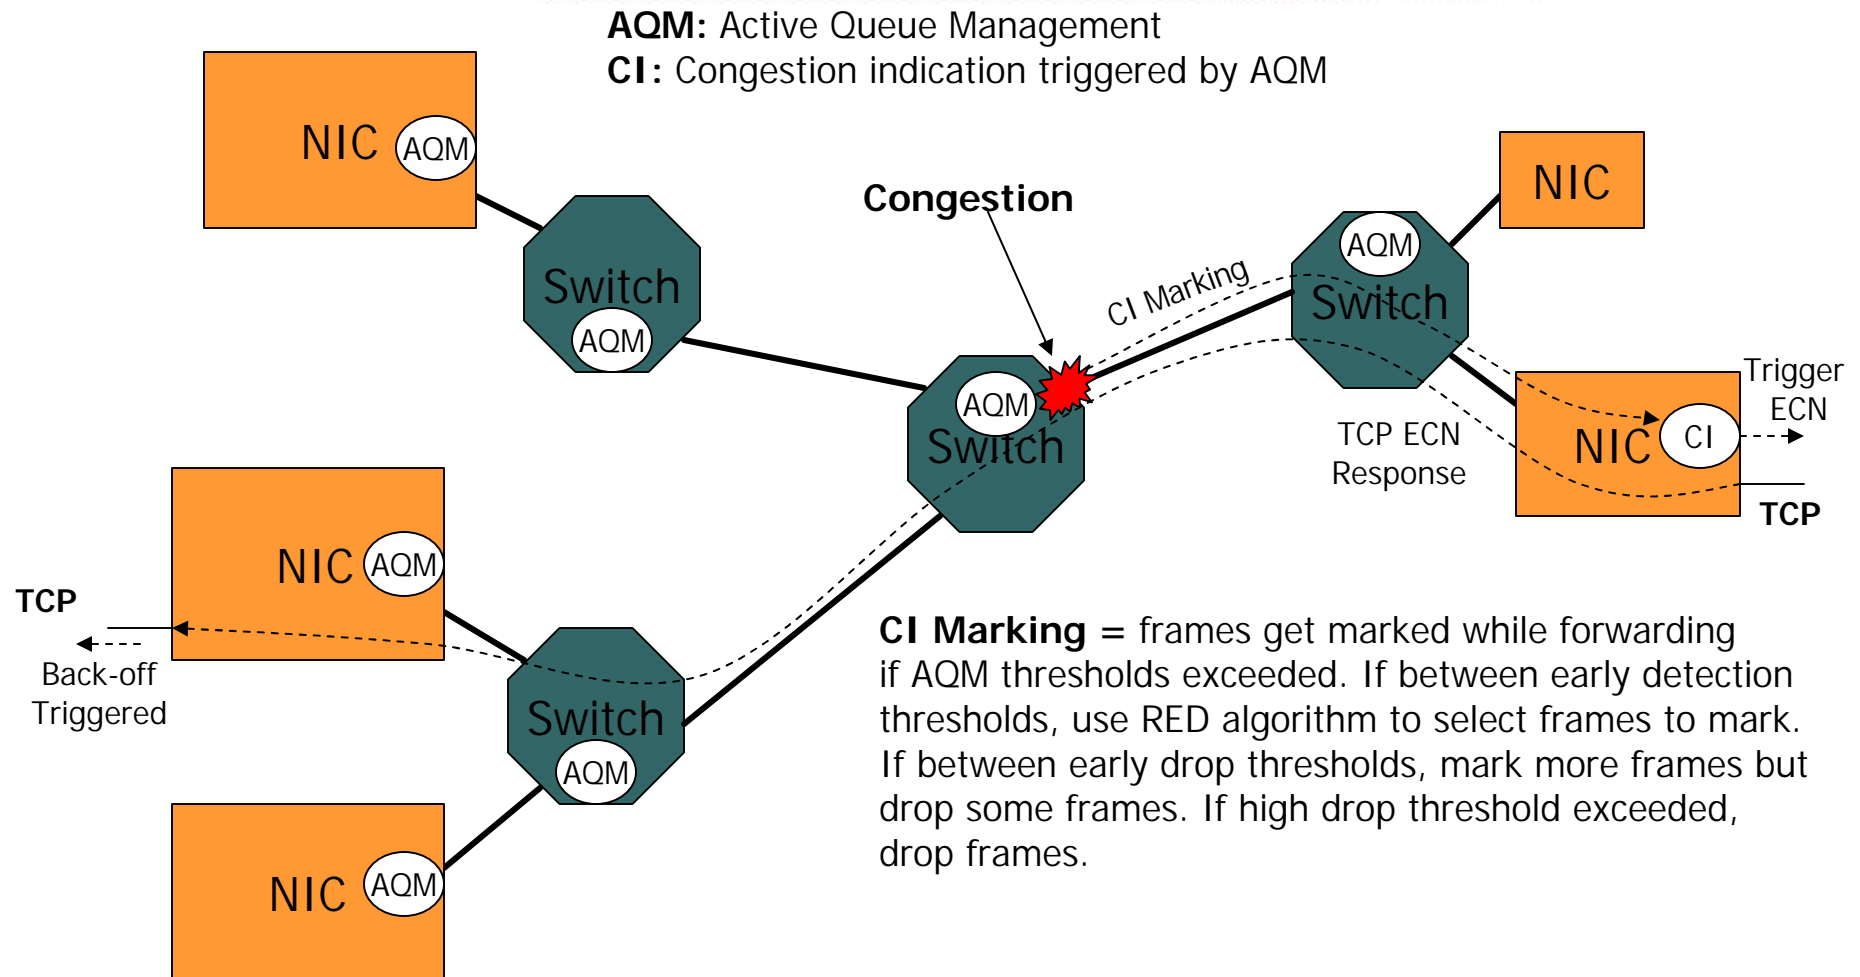 AQM: Active Queue Management
CI: Congestion indication triggered by AQM
NIC
AQM
Switch
AQM
Congestion
CI Marking
AQM
Switch
NIC
AQM
Switch
Trigger
ECN
NIC
CI
TCP ECN
Response
TCP
NIC
AQM
TCP
Back-off
Triggered
Switch
AQM
NIC
AQM
CI Marking = frames get marked while forwarding
if AQM thresholds exceeded. If between early detection
thresholds, use RED algorithm to select frames to mark.
If between early drop thresholds, mark more frames but
drop some frames. If high drop threshold exceeded,
drop frames.